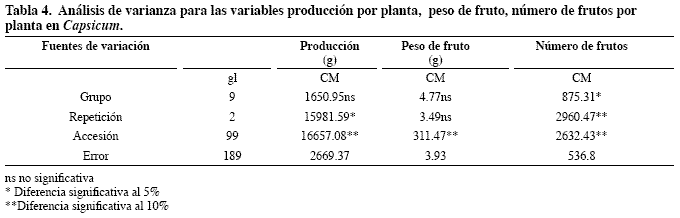 Tabla 4. Análisis de varianza para las variables producción por planta, peso de fruto, número de frutos por
planta en Capsicum.
Fuentes de variación Producción Peso de fruto Número de frutos
(g) (g)
gl CM CM CM
Grupo 9 1650.95ns 4.77ns 875.31*
Repetición 2 15981.59* 3.49ns 2960.47**
Accesión 99 16657.08** 311.47** 2632.43**
Error 189 2669.37 3.93 536.8
ns no significativa
* Diferencia significativa al 5%
**Diferencia significativa al 10%